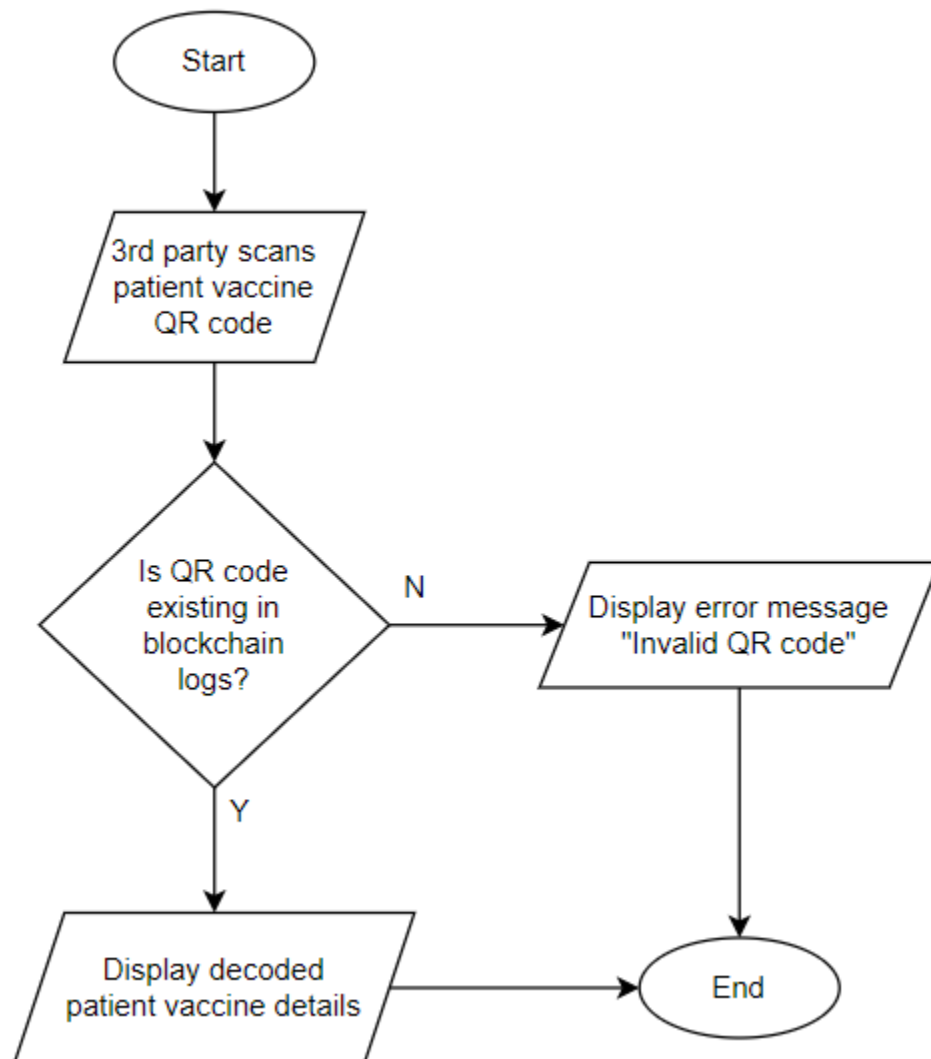 Start
3rd party scans
patient vaccine
QR code
Is QR code
existing in
blockchain
logs?
N
Display error message
"Invalid QR code"
Y
Display decoded
patient vaccine details
End